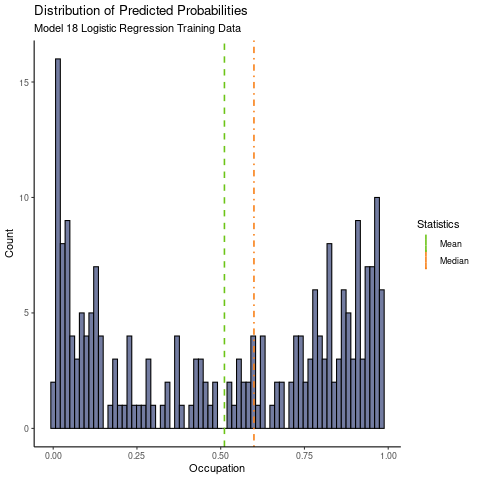 Distribution of Predicted Probabilities
Model 18 Logistic Regression Training Data
Count
15
10
5
0
0.00 0.25 0.50 0.75 1.00
Occupation
Statistics
Mean
Median